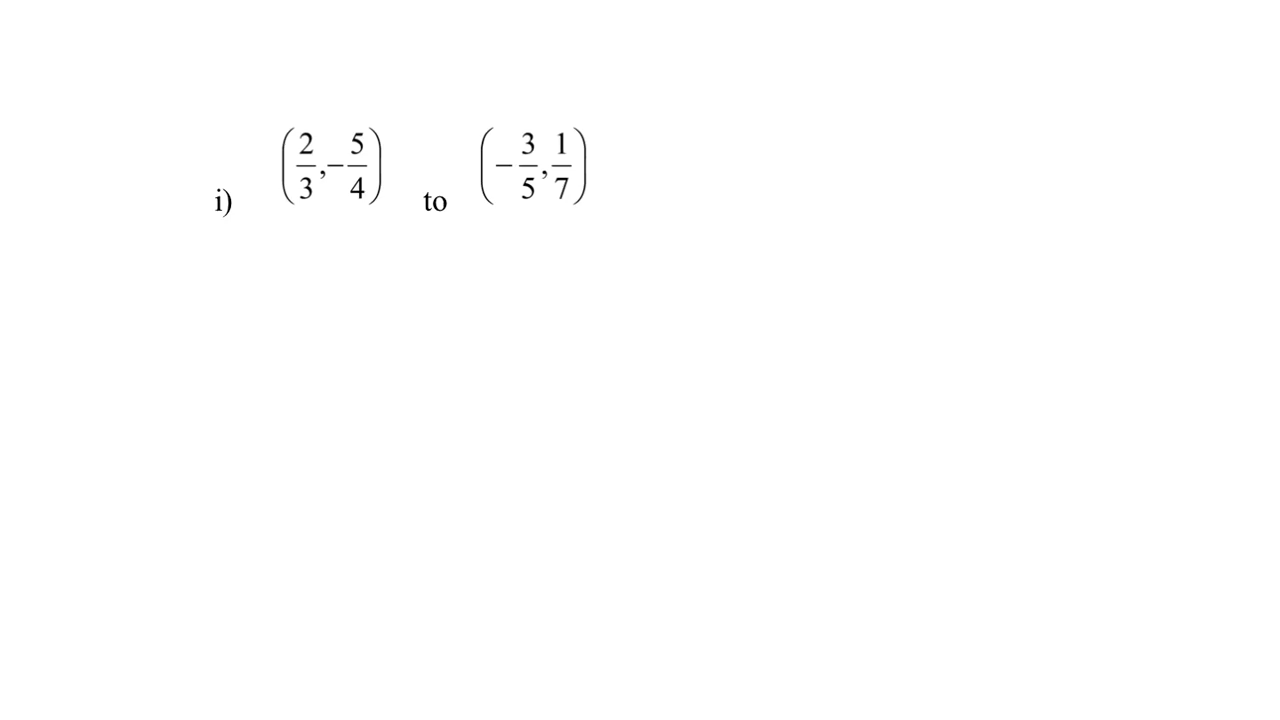 i) (2/3, -5/4) to (-3/5, 1/7)